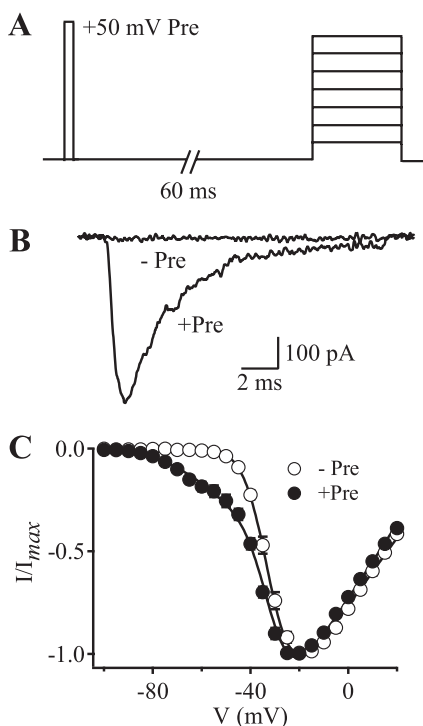 A
+50 mV Pre
60 ms
B
- Pre
+Pre
100 pA
2 ms
C
0.0
- Pre
+Pre
-0.5
-1.0
I/Imax
-80
-40
0
V (mV)